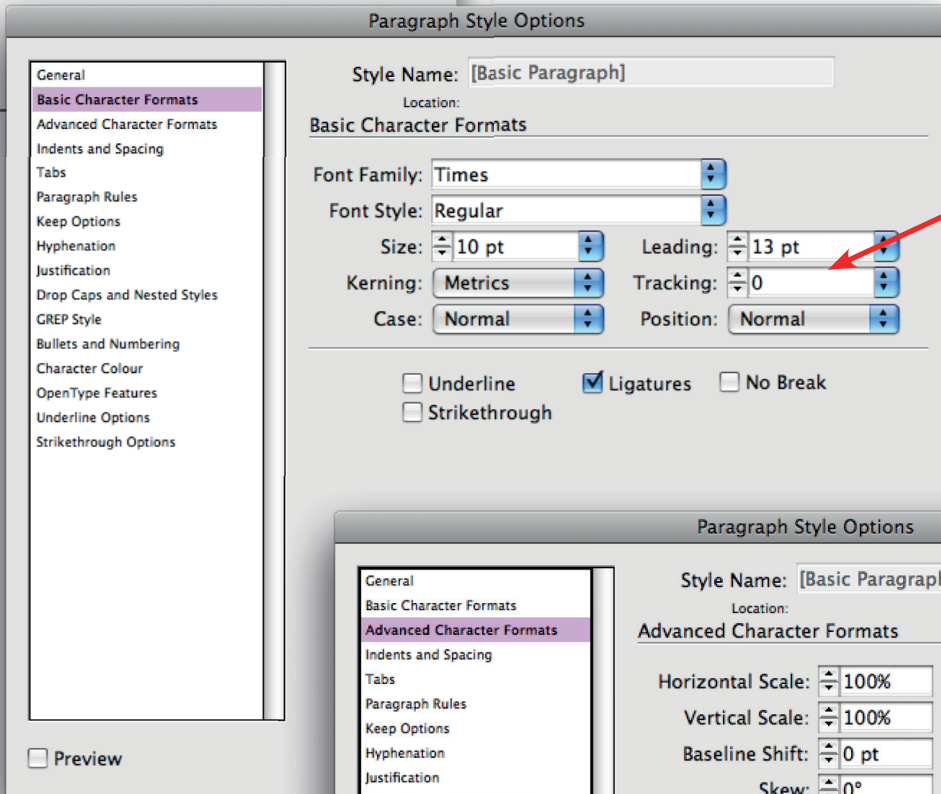 Paragraph Style Options
General
Basic Character Formats
Advanced Character Formats
Indents and Spacing
Tabs
Paragraph Rules
Keep Options
Hyphenation
Justification
Drop Caps and Nested Styles
GREP Style
Bullets and Numbering
Character Colour
OpenType Features
Underline Options
Strikethrough Options
Preview
Style Name: [Basic Paragraph]
Location:
Basic Character Formats
Font Family: Times
Font Style: Regular
Size: 10 pt Leading: 13 pt
Kerning: Metrics Tracking: 0
Case: Normal Position: Normal
Underline Ligatures No Break
Strikethrough
Paragraph Style Options
General
Basic Character Formats
Advanced Character Formats
Indents and Spacing
Tabs
Paragraph Rules
Keep Options
Hyphenation
Justification
Style Name: [Basic Paragraph
Location:
Advanced Character Formats
Horizontal Scale: 100%
Vertical Scale: 100%
Baseline Shift: 0 pt
Skew: 0°